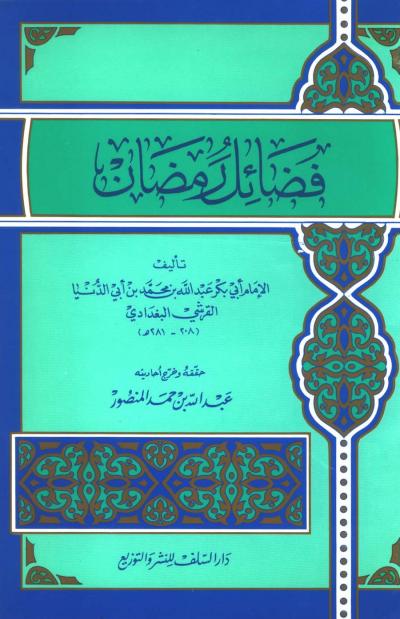 فضائل رمضان
تأليف
الإمام أبي بكر عبد الله بن محمد بن أبي الدنيا
القرشي البغدادي
(٢٠٨ - ٢٨١هـ)
حققه وخرج أحاديثه
عبد الله بن حمد المنصور
دار السلف للنشر والتوزيع